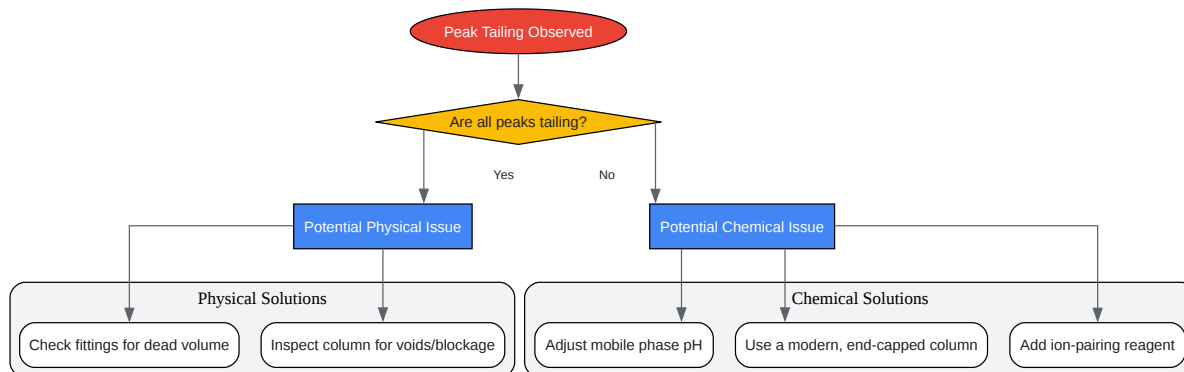 Peak Tailing Observed
Are all peaks tailing?
Yes
No
Potential Physical Issue
Potential Chemical Issue
Physical Solutions
Chemical Solutions
Check fittings for dead volume
Inspect column for voids/blockage
Adjust mobile phase pH
Use a modern, end-capped column
Add ion-pairing reagent